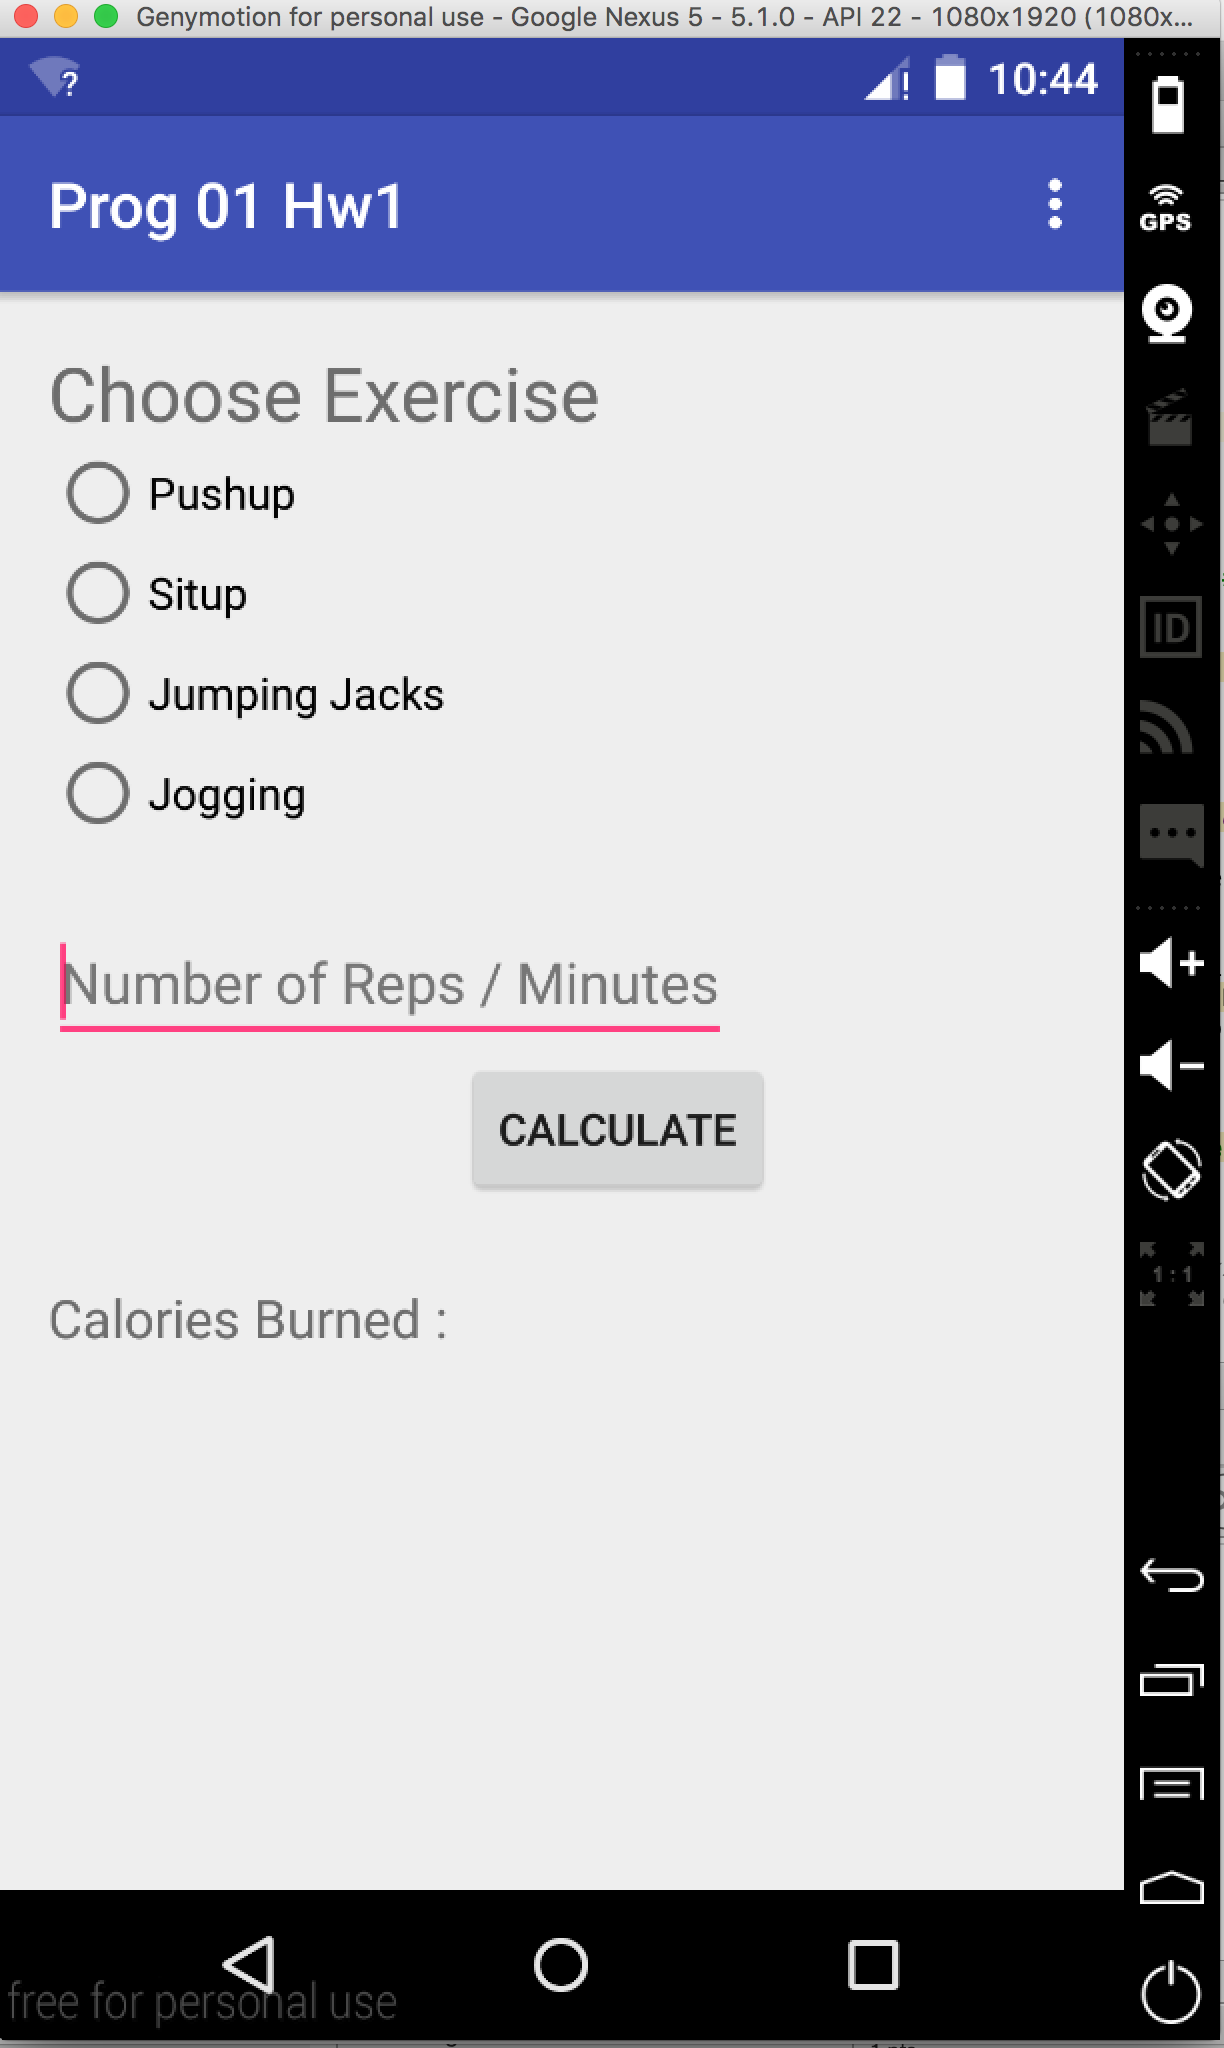 Genymotion for personal use - Google Nexus 5 - 5.1.0 - API 22 - 1080x1920 (1080x...
? ! 10:44
GPS
Prog 01 Hw1
Choose Exercise
Pushup
Situp
Jumping Jacks
Jogging
ID
Number of Reps / Minutes
CALCULATE
1:1
Calories Burned :
free for personal use